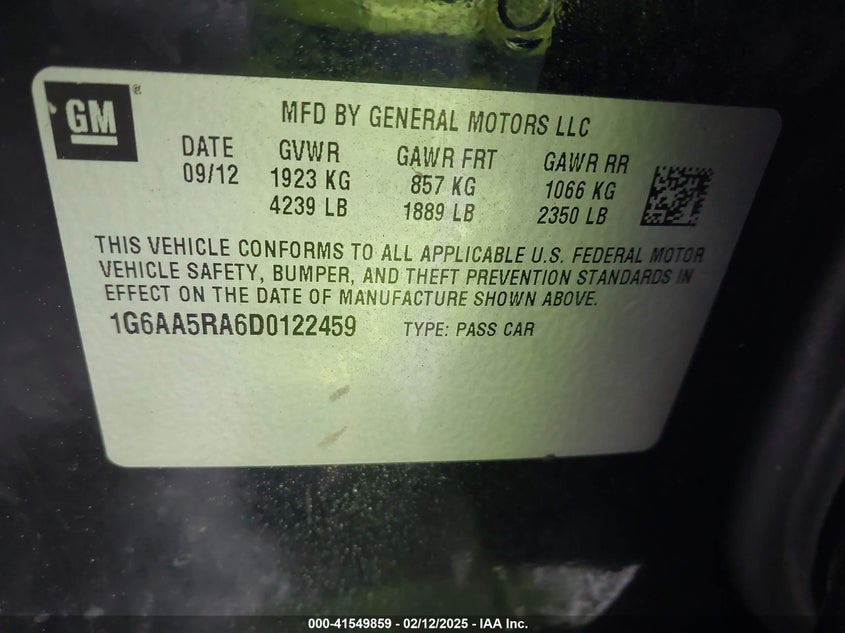 GM®
MFD BY GENERAL MOTORS LLC
DATE GVWR GAWR FRT GAWR RR
09/12 1923 KG 857 KG 1066 KG
4239 LB 1889 LB 2350 LB
THIS VEHICLE CONFORMS TO ALL APPLICABLE U.S. FEDERAL MOTOR
VEHICLE SAFETY, BUMPER, AND THEFT PREVENTION STANDARDS IN
EFFECT ON THE DATE OF MANUFACTURE SHOWN ABOVE.
1G6AA5RA6D0122459 TYPE: PASS CAR
000-41549859 - 02/12/2025 - IAA Inc.